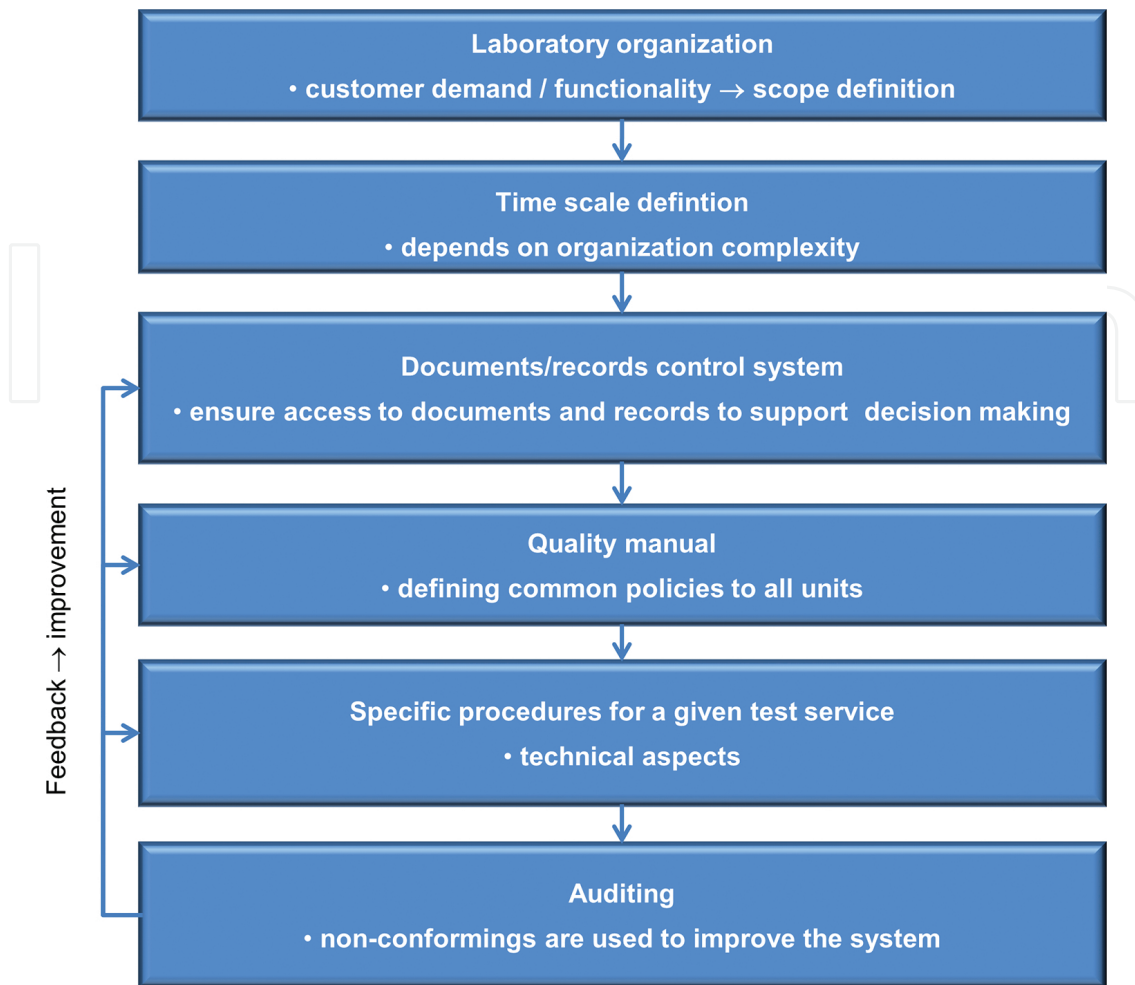 Laboratory organization
• customer demand / functionality → scope definition
Time scale defintion
• depends on organization complexity
Documents/records control system
• ensure access to documents and records to support decision making
Quality manual
• defining common policies to all units
Specific procedures for a given test service
• technical aspects
Auditing
• non-conformings are used to improve the system
Feedback → improvement